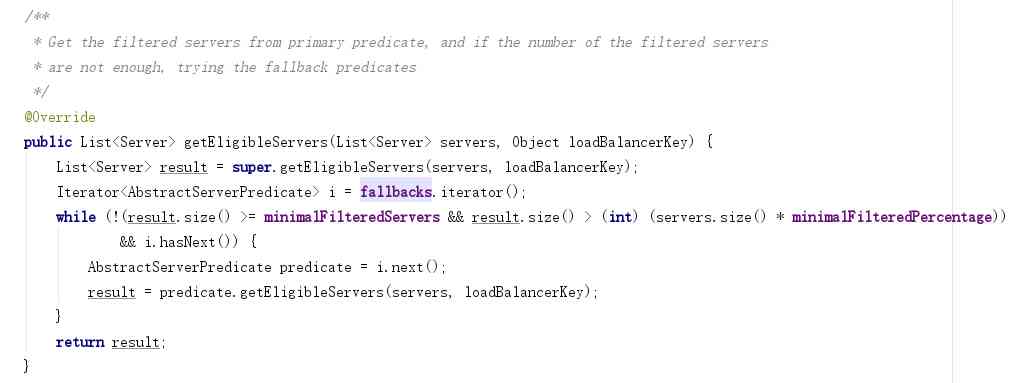 /**
 * Get the filtered servers from primary predicate, and if the number of the filtered servers
 * are not enough, trying the fallback predicates
 */
@Override
public List<Server> getEligibleServers(List<Server> servers, Object loadBalancerKey) {
    List<Server> result = super.getEligibleServers(servers, loadBalancerKey);
    Iterator<AbstractServerPredicate> i = fallbacks.iterator();
    while (!(result.size() >= minimalFilteredServers && result.size() > (int) (servers.size() * minimalFilteredPercentage))
            && i.hasNext()) {
        AbstractServerPredicate predicate = i.next();
        result = predicate.getEligibleServers(servers, loadBalancerKey);
    }
    return result;
}